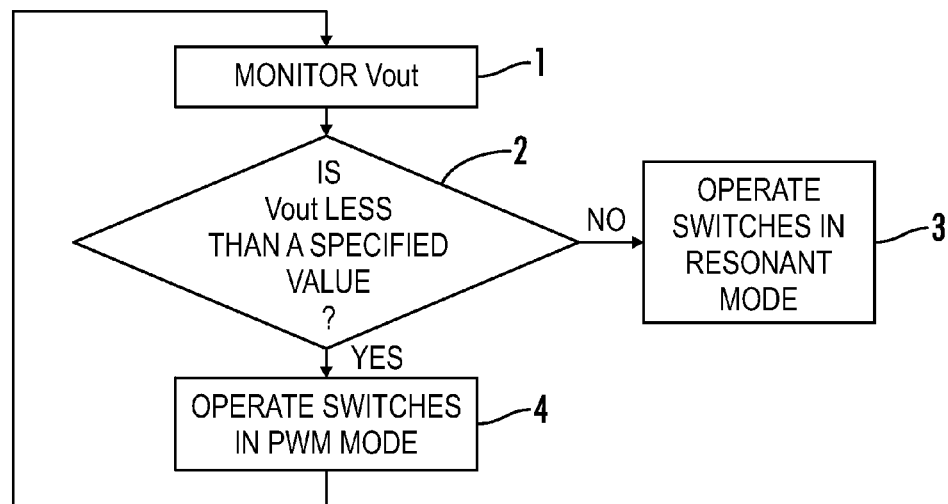 MONITOR Vout
1
IS
Vout LESS
THAN A SPECIFIED
VALUE
?
2
NO
OPERATE
SWITCHES IN
RESONANT
MODE
3
YES
OPERATE SWITCHES
IN PWM MODE
4